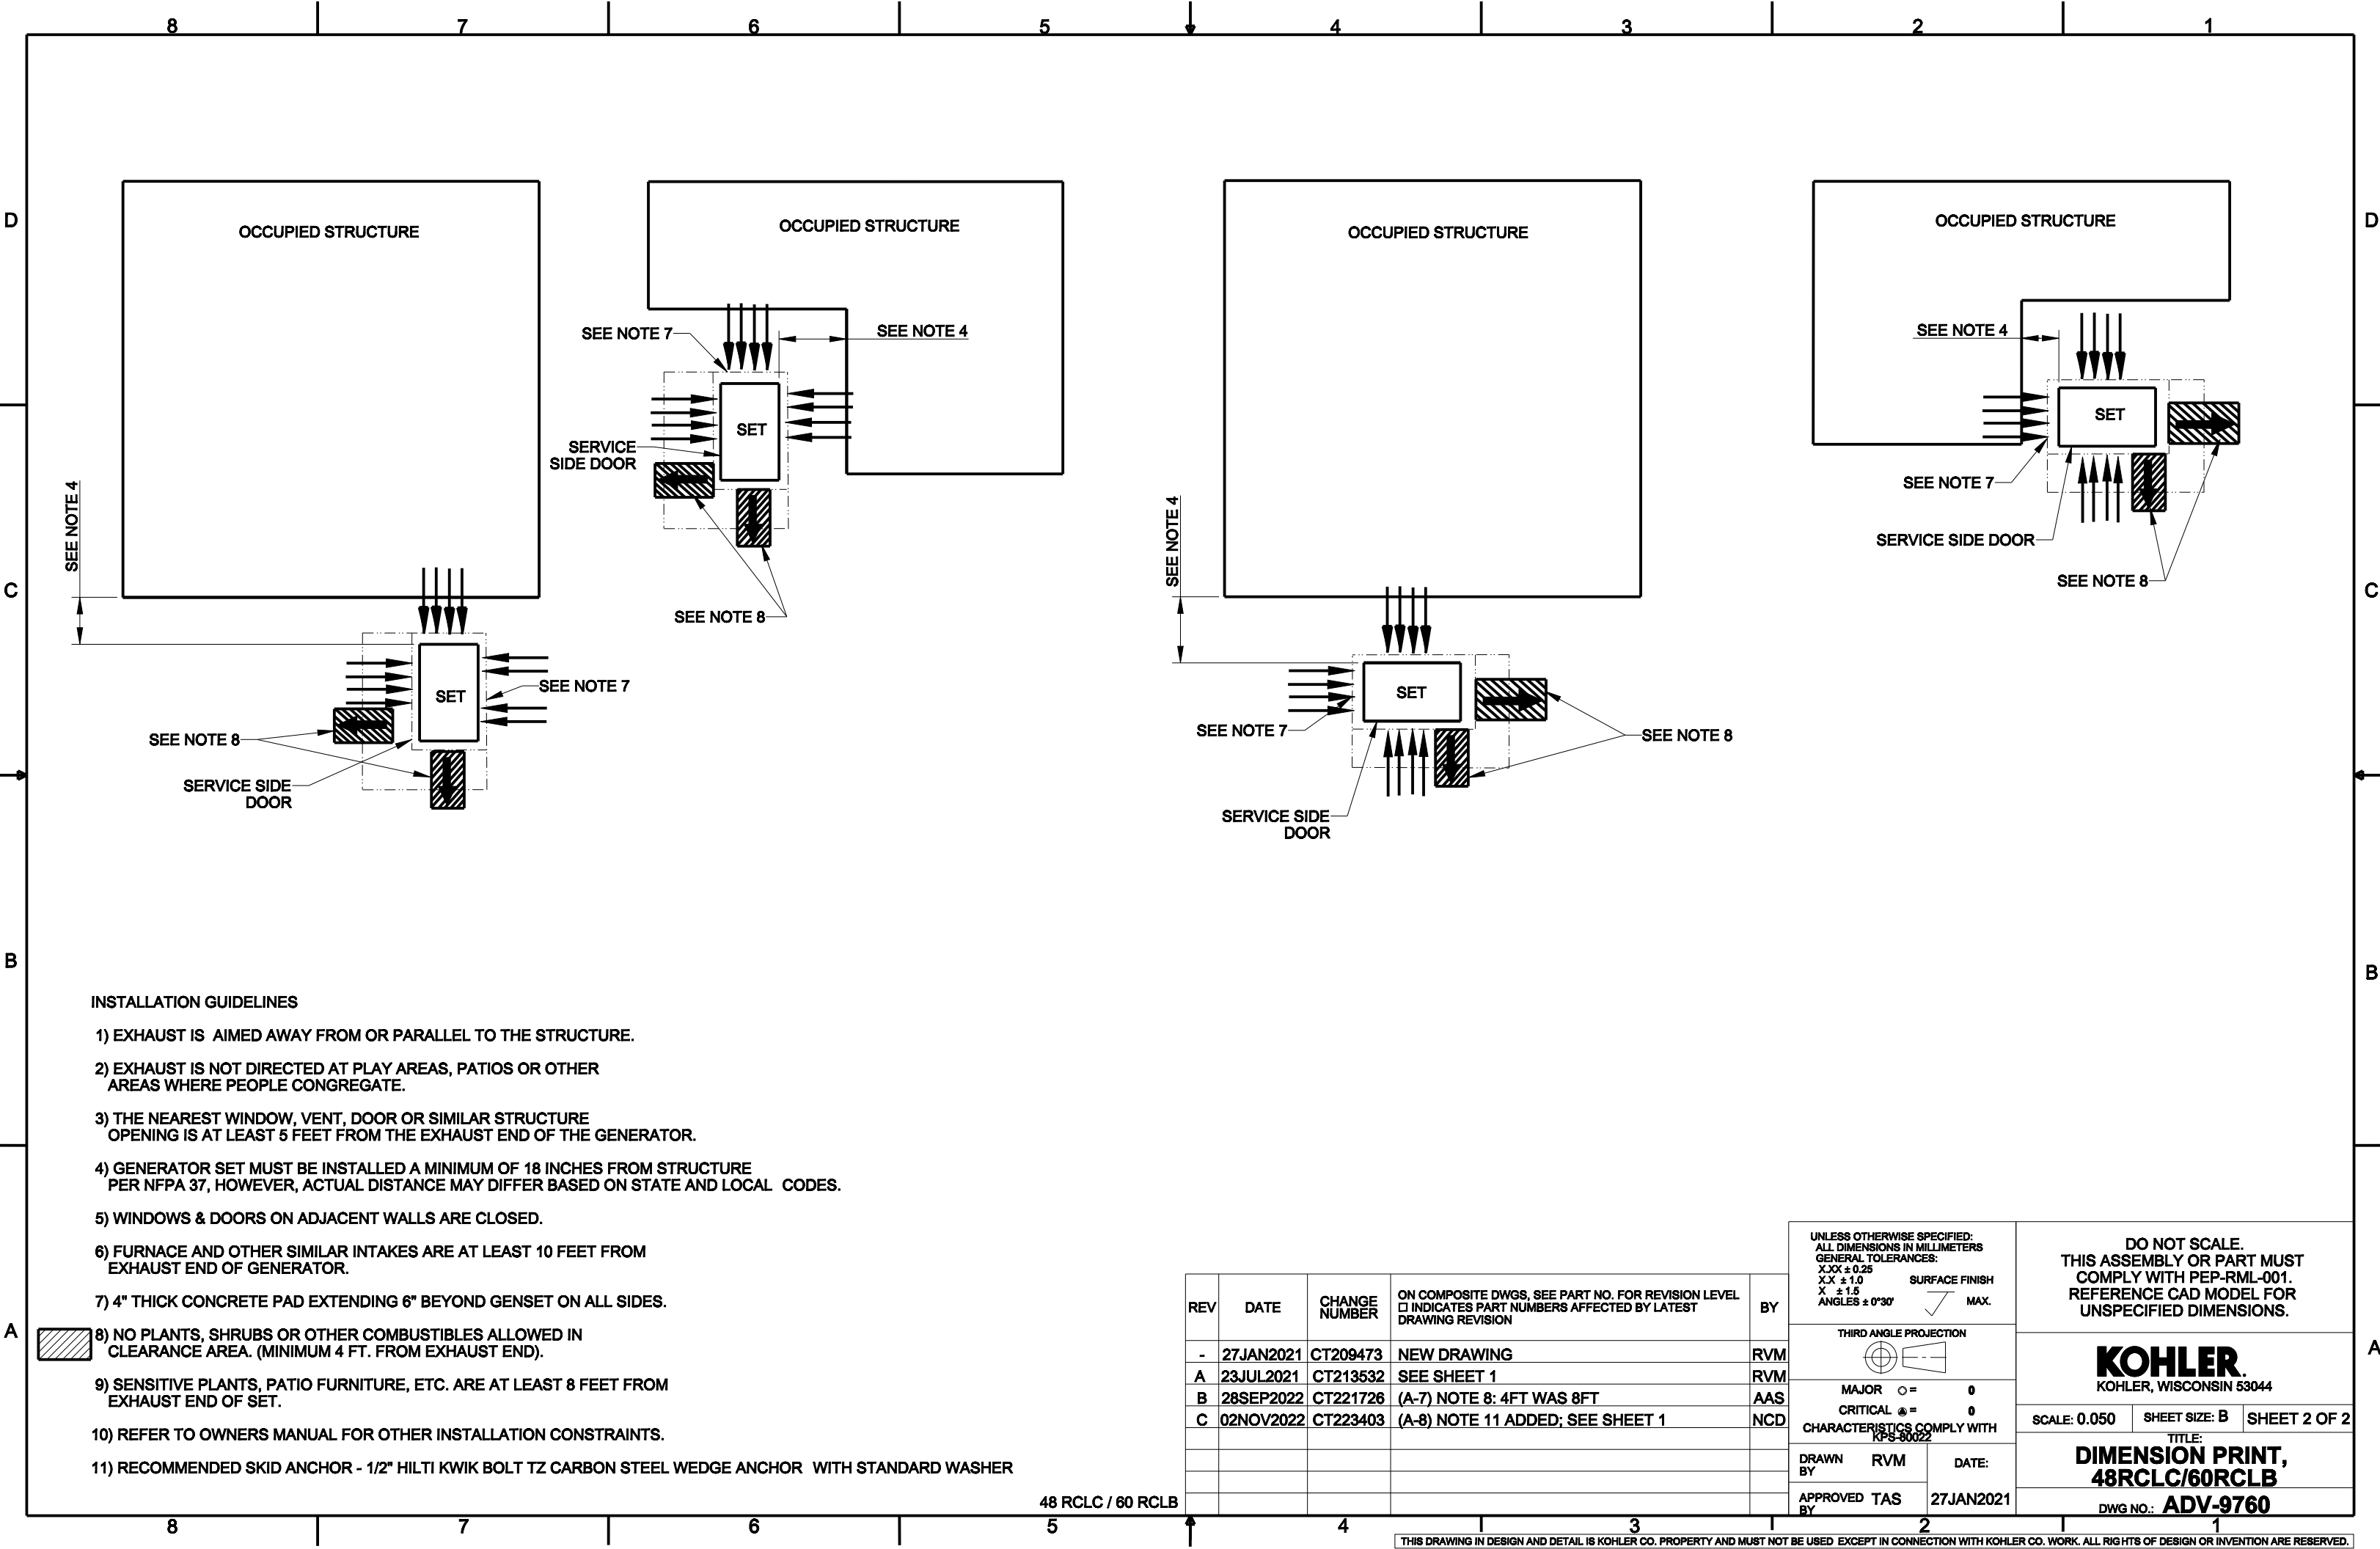 8 7 6 5 4 3 2 1
D
D
OCCUPIED STRUCTURE
OCCUPIED STRUCTURE
OCCUPIED STRUCTURE
OCCUPIED STRUCTURE
SEE NOTE 4
SET
SEE NOTE 7
SEE NOTE 8
SERVICE SIDE
DOOR
SEE NOTE 7
SEE NOTE 4
SET
SERVICE
SIDE DOOR
SEE NOTE 8
SEE NOTE 4
SET
SEE NOTE 7
SEE NOTE 8
SERVICE SIDE
DOOR
SEE NOTE 4
SET
SEE NOTE 7
SERVICE SIDE DOOR
SEE NOTE 8
C
C
B
B
INSTALLATION GUIDELINES
1) EXHAUST IS AIMED AWAY FROM OR PARALLEL TO THE STRUCTURE.
2) EXHAUST IS NOT DIRECTED AT PLAY AREAS, PATIOS OR OTHER
AREAS WHERE PEOPLE CONGREGATE.
3) THE NEAREST WINDOW, VENT, DOOR OR SIMILAR STRUCTURE
OPENING IS AT LEAST 5 FEET FROM THE EXHAUST END OF THE GENERATOR.
4) GENERATOR SET MUST BE INSTALLED A MINIMUM OF 18 INCHES FROM STRUCTURE
PER NFPA 37, HOWEVER, ACTUAL DISTANCE MAY DIFFER BASED ON STATE AND LOCAL CODES.
5) WINDOWS & DOORS ON ADJACENT WALLS ARE CLOSED.
6) FURNACE AND OTHER SIMILAR INTAKES ARE AT LEAST 10 FEET FROM
EXHAUST END OF GENERATOR.
7) 4" THICK CONCRETE PAD EXTENDING 6" BEYOND GENSET ON ALL SIDES.
8) NO PLANTS, SHRUBS OR OTHER COMBUSTIBLES ALLOWED IN
CLEARANCE AREA. (MINIMUM 4 FT. FROM EXHAUST END).
9) SENSITIVE PLANTS, PATIO FURNITURE, ETC. ARE AT LEAST 8 FEET FROM
EXHAUST END OF SET.
10) REFER TO OWNERS MANUAL FOR OTHER INSTALLATION CONSTRAINTS.
11) RECOMMENDED SKID ANCHOR - 1/2" HILTI KWIK BOLT TZ CARBON STEEL WEDGE ANCHOR WITH STANDARD WASHER
A
A
48 RCLC / 60 RCLB
REV DATE CHANGE NUMBER ON COMPOSITE DWGS, SEE PART NO. FOR REVISION LEVEL BY
☐ INDICATES PART NUMBERS AFFECTED BY LATEST
DRAWING REVISION
- 27JAN2021 CT209473 NEW DRAWING RVM
A 23JUL2021 CT213532 SEE SHEET 1 RVM
B 28SEP2022 CT221726 (A-7) NOTE 8: 4FT WAS 8FT AAS
C 02NOV2022 CT223403 (A-8) NOTE 11 ADDED; SEE SHEET 1 NCD
UNLESS OTHERWISE SPECIFIED:
ALL DIMENSIONS IN MILLIMETERS
GENERAL TOLERANCES:
X.XX ± 0.25
X.X ± 1.0
X ± 1.5
ANGLES ± 0°30'
SURFACE FINISH
MAX.
THIRD ANGLE PROJECTION
MAJOR = 0
CRITICAL = 0
CHARACTERISTICS COMPLY WITH
KPS-80022
DRAWN BY RVM DATE:
APPROVED BY TAS 27JAN2021
DO NOT SCALE.
THIS ASSEMBLY OR PART MUST
COMPLY WITH PEP-RML-001.
REFERENCE CAD MODEL FOR
UNSPECIFIED DIMENSIONS.
KOHLER.
KOHLER, WISCONSIN 53044
SCALE: 0.050 SHEET SIZE: B SHEET 2 OF 2
TITLE:
DIMENSION PRINT,
48RCLC/60RCLB
DWG NO.: ADV-9760
8 7 6 5 4 3 2 1
THIS DRAWING IN DESIGN AND DETAIL IS KOHLER CO. PROPERTY AND MUST NOT BE USED EXCEPT IN CONNECTION WITH KOHLER CO. WORK. ALL RIGHTS OF DESIGN OR INVENTION ARE RESERVED.